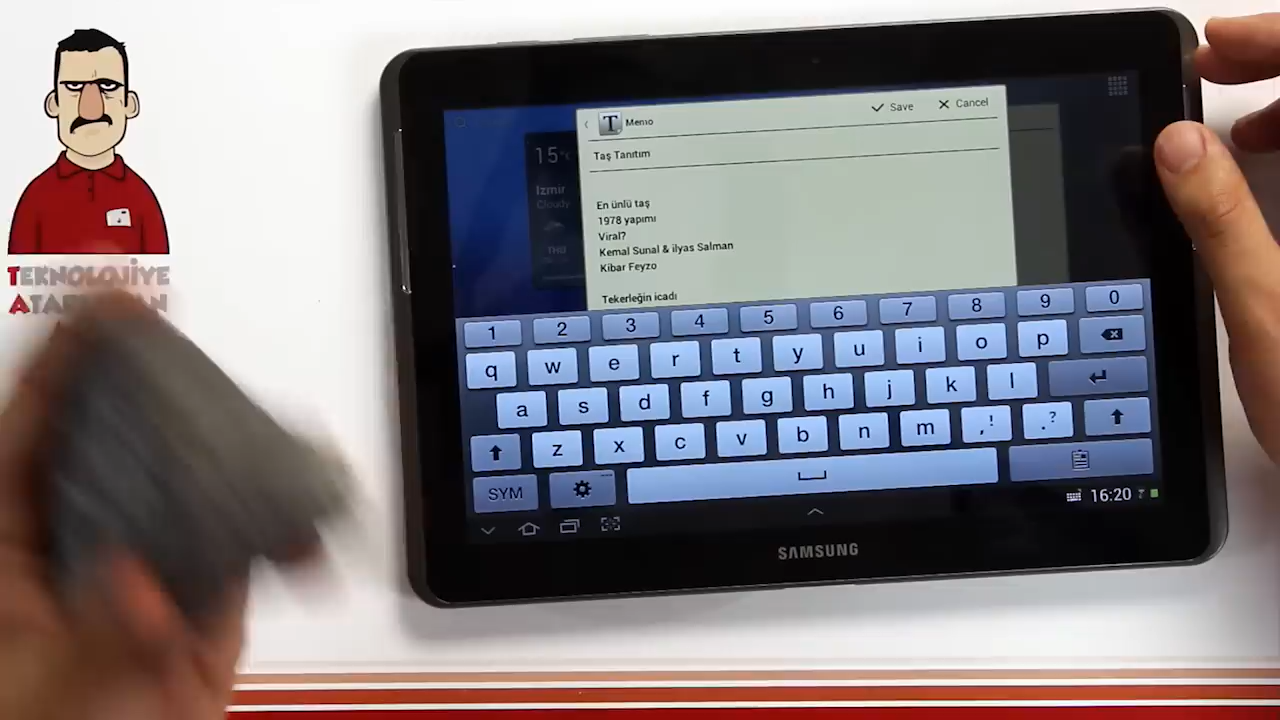 Memo
Save
Cancel
Taş Tanıtım
15°
Izmir
Cloudy
THU
En ünlü taş
1978 yapımı
Viral?
Kemal Sunal & ilyas Salman
Kibar Feyzo
Tekerleğin icadı
TEKNOLOJİYE
1 2 3 4 5 6 7 8 9 0
q w e r t y u i o p
a s d f g h j k l
z x c v b n m ,! .?
SYM
16:20
SAMSUNG